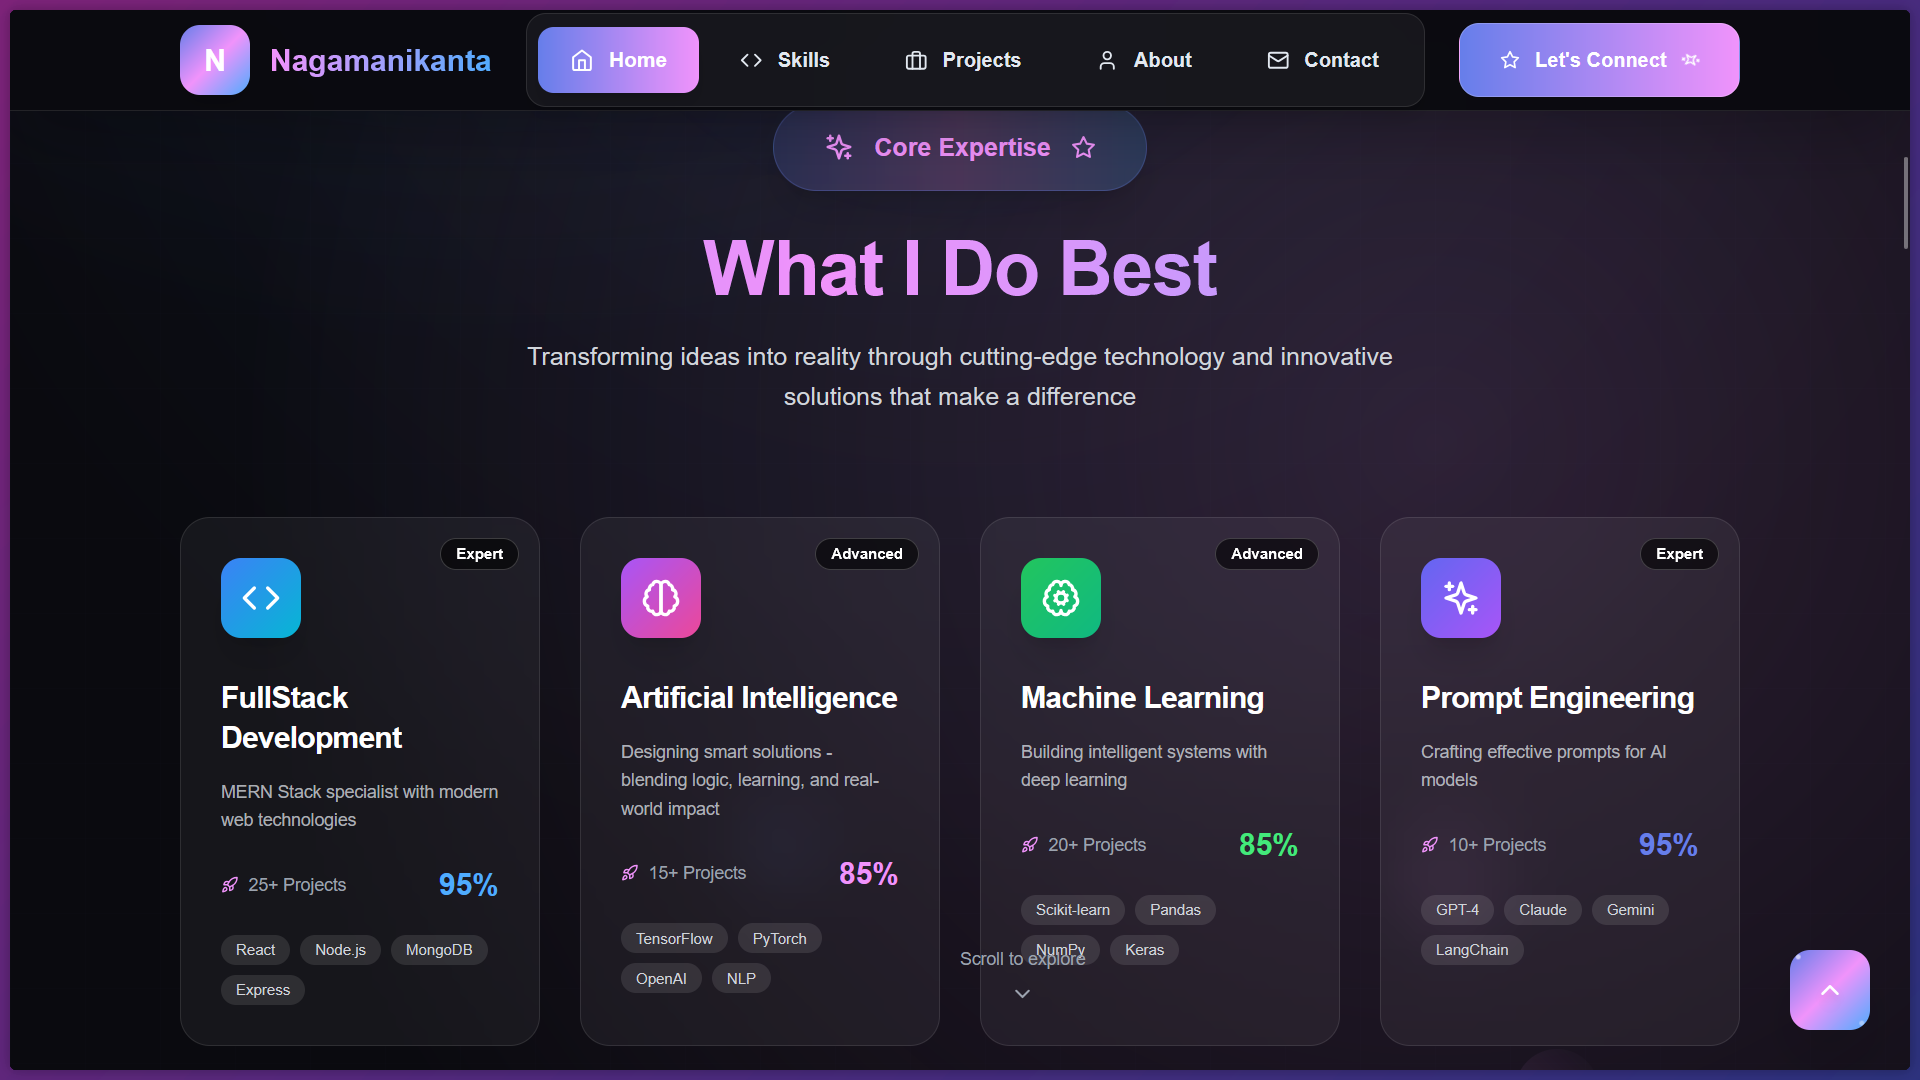 N
Nagamanikanta
Home
Skills
Projects
About
Contact
Let's Connect
Core Expertise
What I Do Best
Transforming ideas into reality through cutting-edge technology and innovative
solutions that make a difference
Expert
FullStack
Development
MERN Stack specialist with modern
web technologies
25+ Projects
95%
React
Node.js
MongoDB
Express
Advanced
Artificial Intelligence
Designing smart solutions -
blending logic, learning, and real-
world impact
15+ Projects
85%
TensorFlow
PyTorch
OpenAI
NLP
Advanced
Machine Learning
Building intelligent systems with
deep learning
20+ Projects
85%
Scikit-learn
Pandas
NumPy
Keras
Scroll to explore
Expert
Prompt Engineering
Crafting effective prompts for AI
models
10+ Projects
95%
GPT-4
Claude
Gemini
LangChain